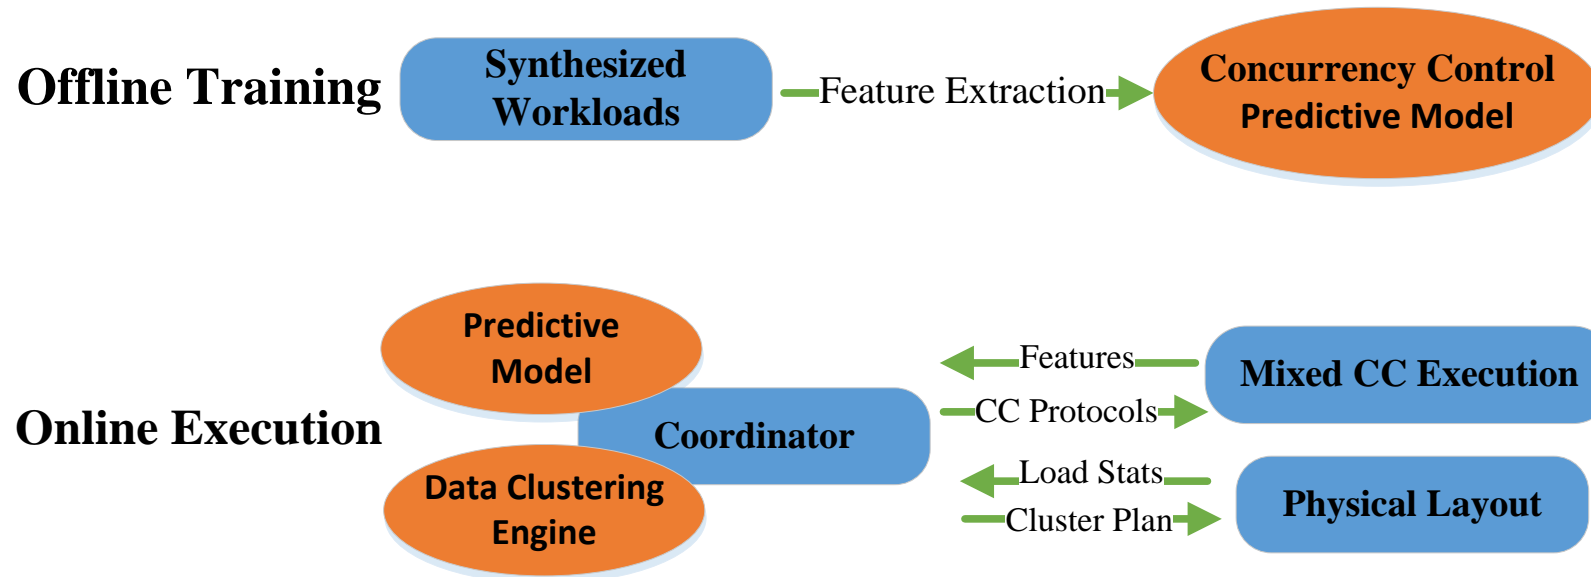 Offline Training
Synthesized
Workloads
Feature Extraction
Concurrency Control
Predictive Model
Online Execution
Predictive
Model
Coordinator
Data Clustering
Engine
Features
CC Protocols
Mixed CC Execution
Load Stats
Cluster Plan
Physical Layout